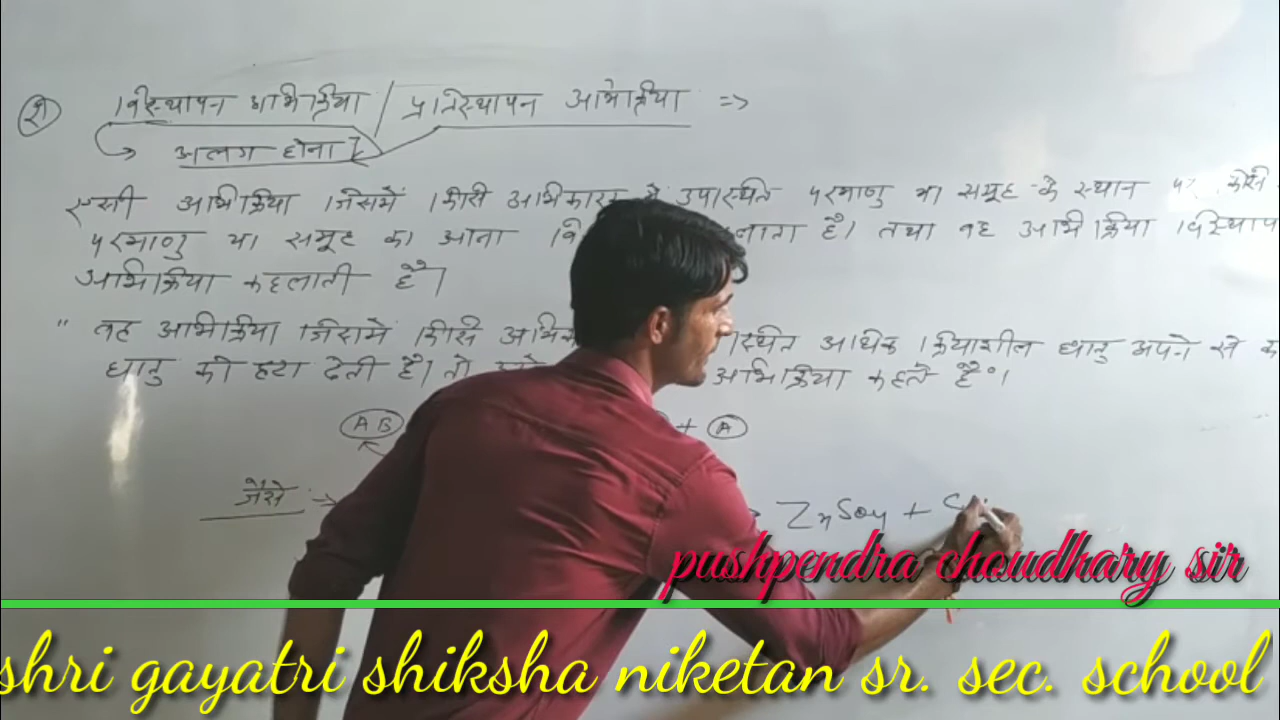 २) विस्थापन अभिक्रिया / प्रतिस्थापन अभिक्रिया =>
→ अलग होना
ऐसी अभिक्रिया जिसमें किसी अभिकारक में उपस्थित परमाणु या समूह के स्थान पर
परमाणु या समूह का आना है। तथा वह अभिक्रिया
अभिक्रिया कहलाती है।
" वह अभिक्रिया जिसमें किसी अधिक क्रियाशील धातु अपने से
धातु को हटा देती है। तो अभिक्रिया कहते है।
AB + A
जैसे → ZnSO4 +
pushpendra choudhary sir
shri gayatri shiksha niketan sr. sec. school